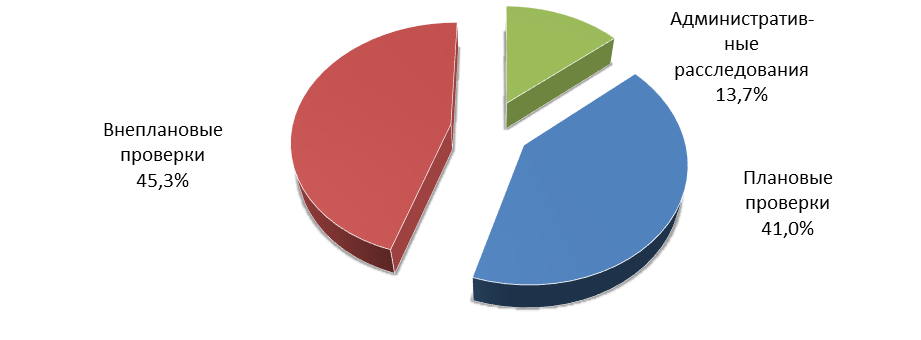 Административ-
ные
расследования
13,7%
Внеплановые
проверки
45,3%
Плановые
проверки
41,0%